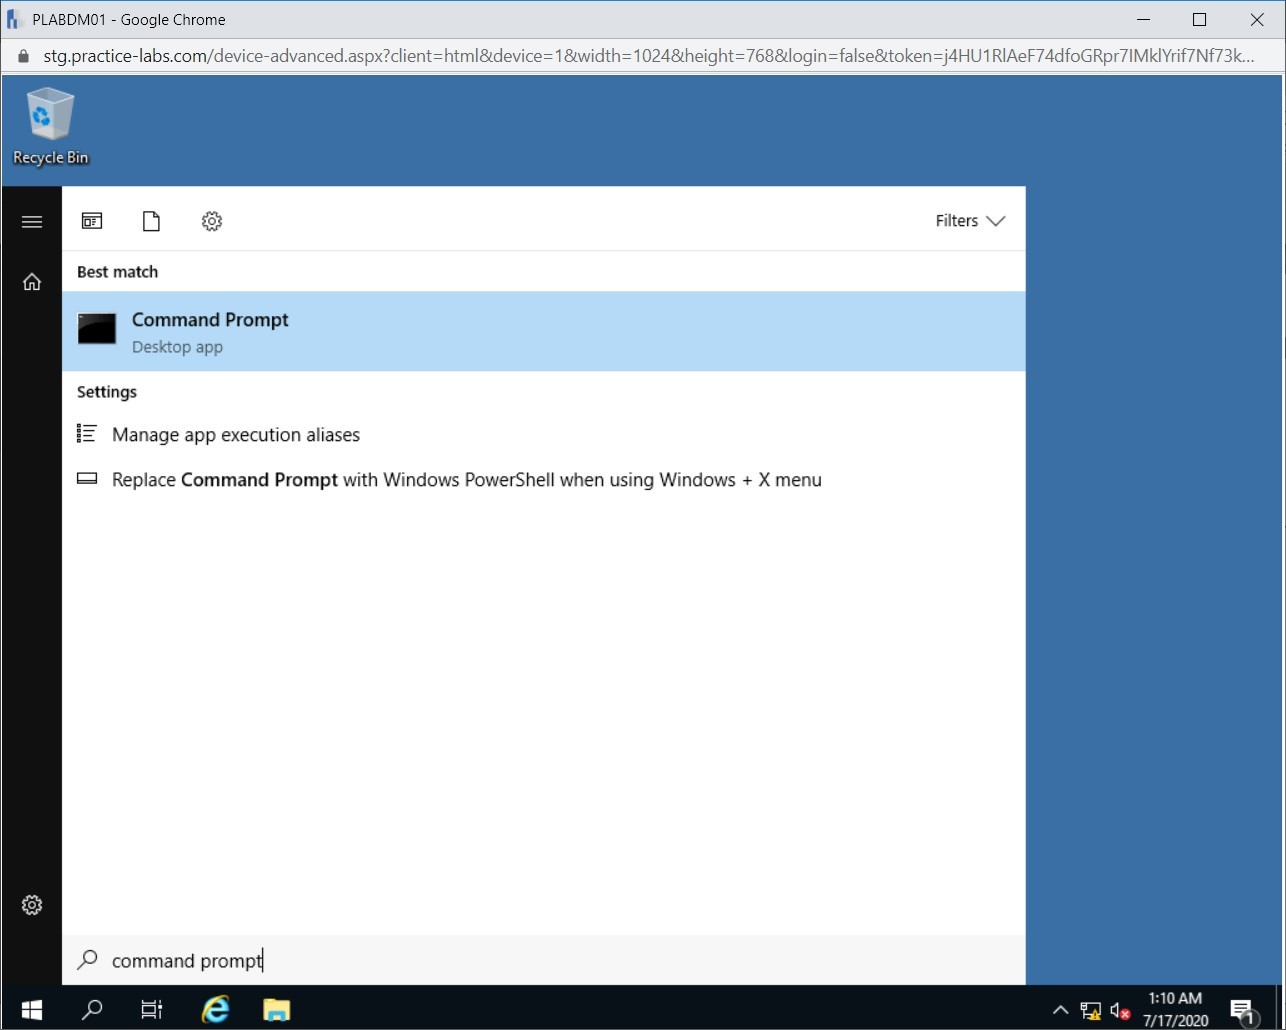 PLABDM01 - Google Chrome
stg.practice-labs.com/device-advanced.aspx?client=html&device=1&width=1024&height=768&login=false&token=j4HU1RlAeF74dfoGRpr7IMklYrif7Nf73k...
Recycle Bin
Filters
Best match
Command Prompt
Desktop app
Settings
Manage app execution aliases
Replace Command Prompt with Windows PowerShell when using Windows + X menu
command prompt
1:10 AM
7/17/2020
1